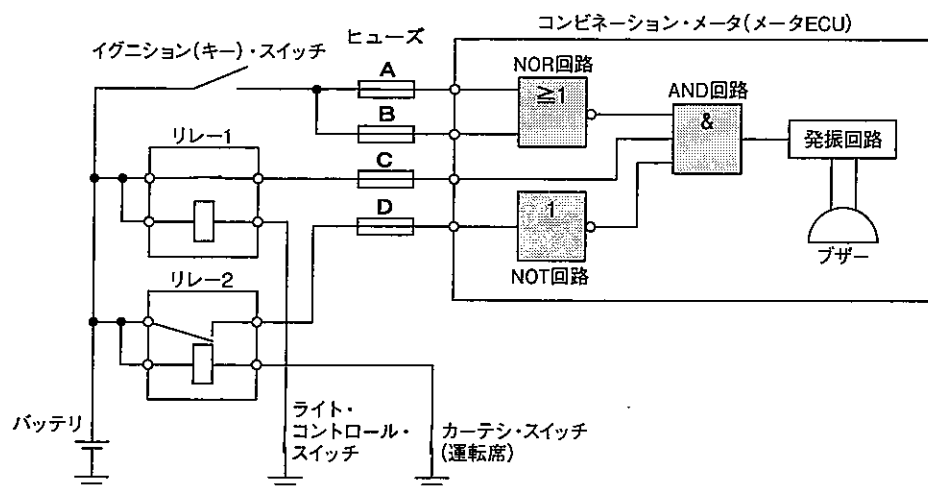 コンビネーション・メータ(メータECU)
イグニション(キー)・スイッチ
ヒューズ
A
NOR回路
≧1
AND回路
&
B
リレー1
C
発振回路
D
1
NOT回路
ブザー
リレー2
バッテリ
ライト・
コントロール・
スイッチ
カーテシ・スイッチ
(運転席)